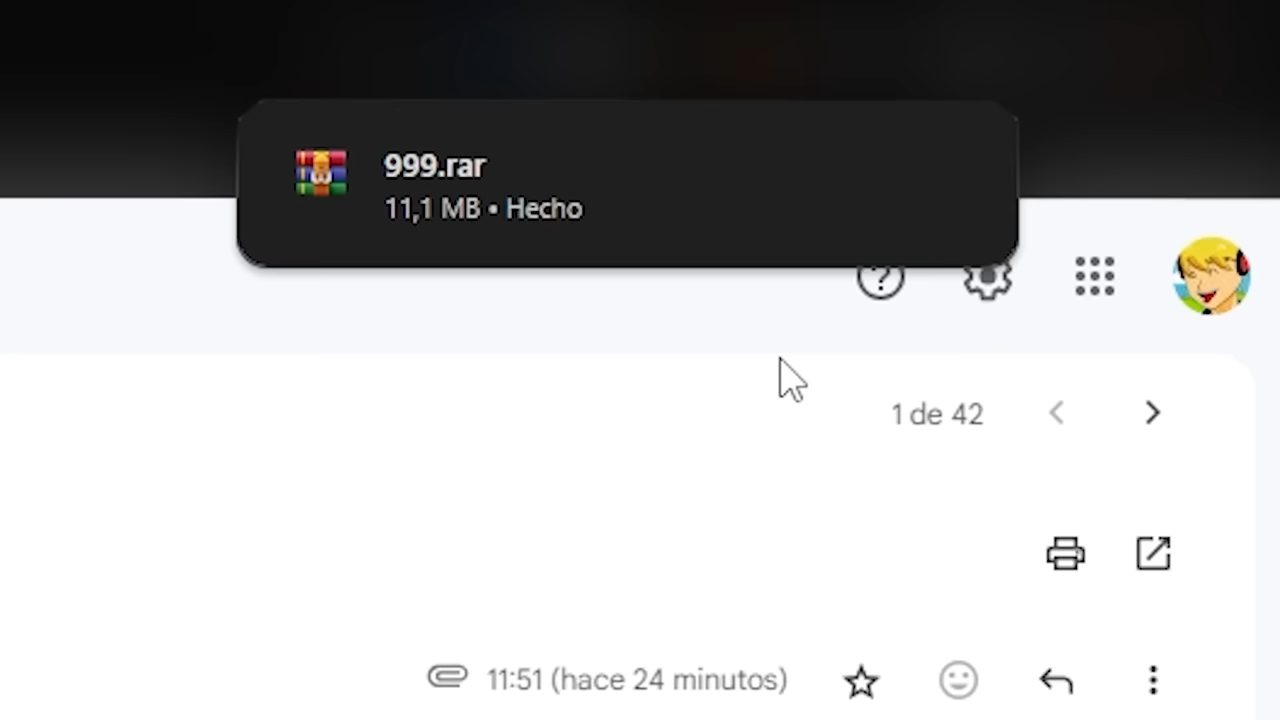 999.rar
11,1 MB • Hecho
1 de 42
11:51 (hace 24 minutos)